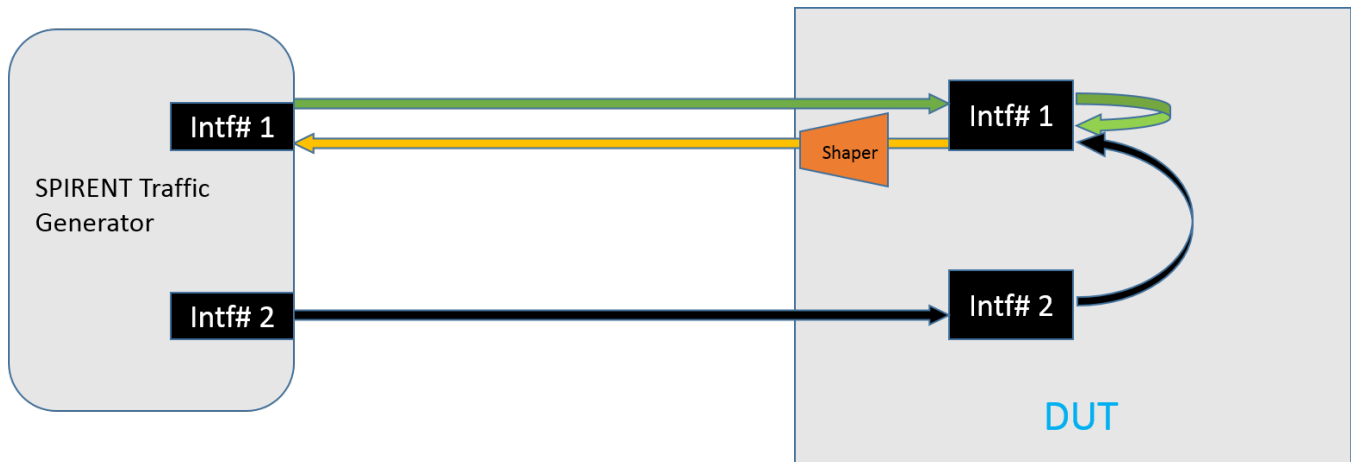 Intf# 1
SPIRENT Traffic
Generator
Intf# 2
Shaper
Intf# 1
Intf# 2
DUT